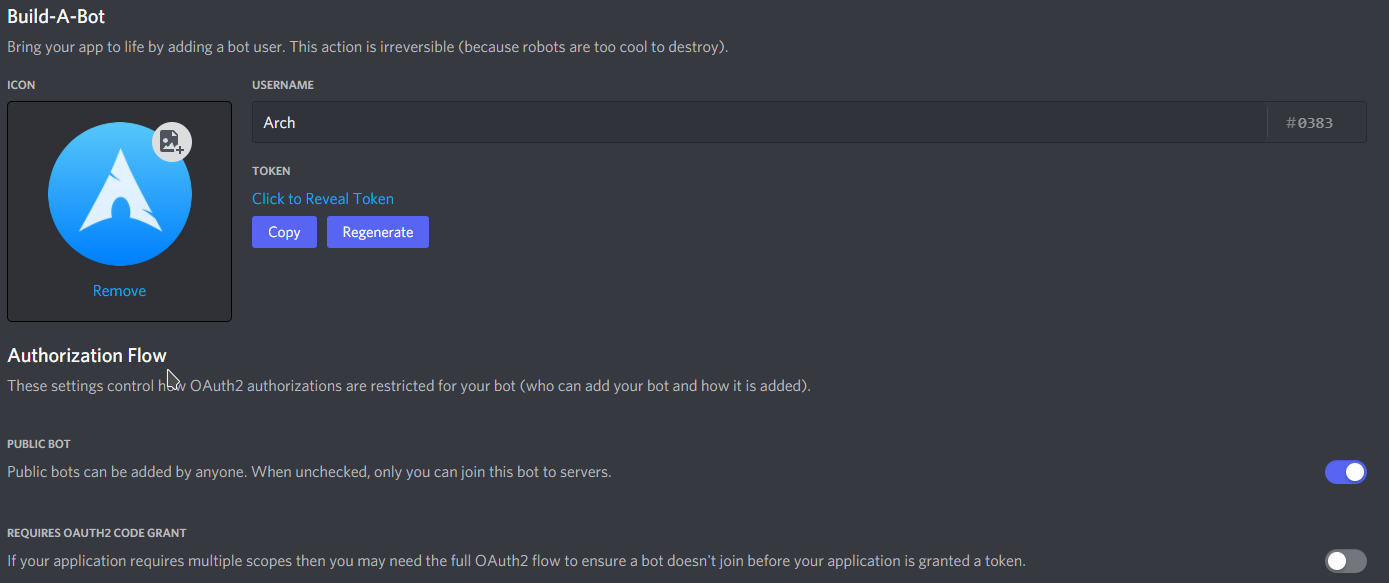 Build-A-Bot
Bring your app to life by adding a bot user. This action is irreversible (because robots are too cool to destroy).
ICON
USERNAME
Arch
#0383
TOKEN
Click to Reveal Token
Copy
Regenerate
Remove
Authorization Flow
These settings control how OAuth2 authorizations are restricted for your bot (who can add your bot and how it is added).
PUBLIC BOT
Public bots can be added by anyone. When unchecked, only you can join this bot to servers.
REQUIRES OAUTH2 CODE GRANT
If your application requires multiple scopes then you may need the full OAuth2 flow to ensure a bot doesn't join before your application is granted a token.